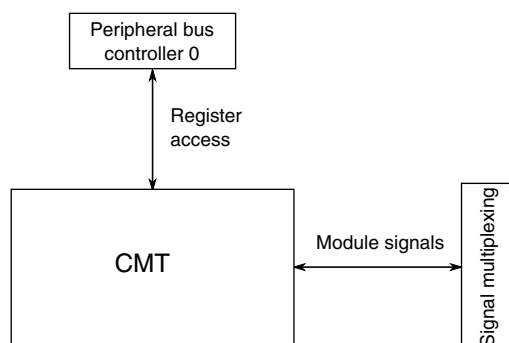 Peripheral bus
controller 0
Register
access
CMT
Module signals
Signal multiplexing